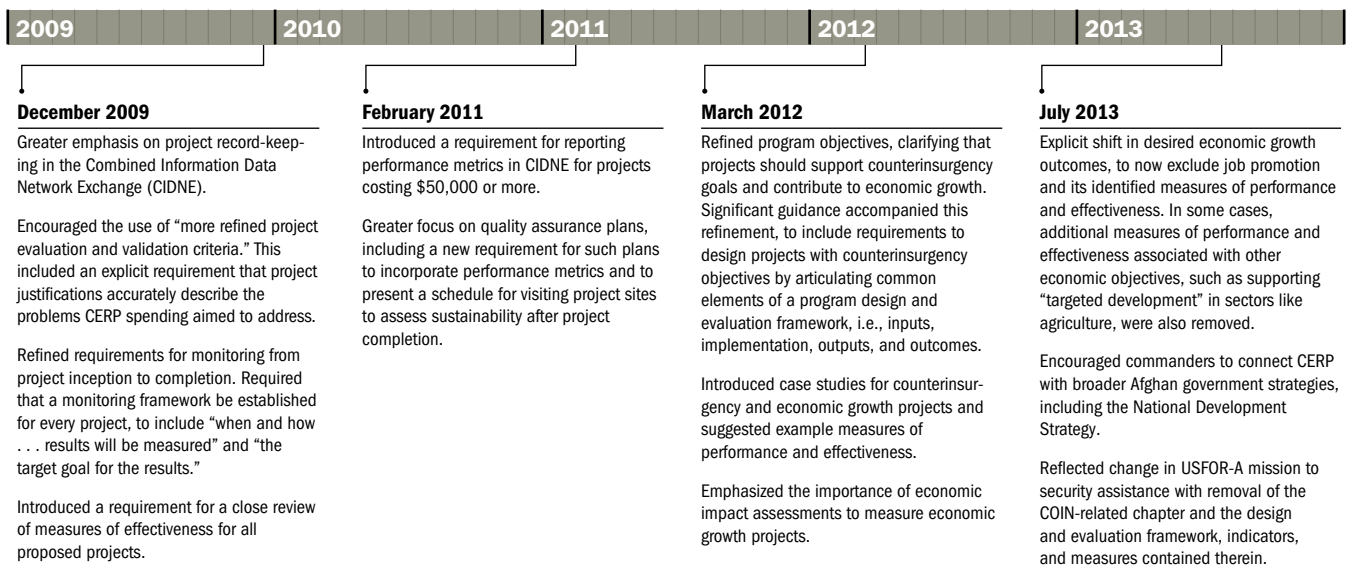 2009 2010 2011 2012 2013
December 2009
Greater emphasis on project record-keep-
ing in the Combined Information Data
Network Exchange (CIDNE).
Encouraged the use of “more refined project
evaluation and validation criteria.” This
included an explicit requirement that project
justifications accurately describe the
problems CERP spending aimed to address.
Refined requirements for monitoring from
project inception to completion. Required
that a monitoring framework be established
for every project, to include “when and how
. . . results will be measured” and “the
target goal for the results.”
Introduced a requirement for a close review
of measures of effectiveness for all
proposed projects.
February 2011
Introduced a requirement for reporting
performance metrics in CIDNE for projects
costing $50,000 or more.
Greater focus on quality assurance plans,
including a new requirement for such plans
to incorporate performance metrics and to
present a schedule for visiting project sites
to assess sustainability after project
completion.
March 2012
Refined program objectives, clarifying that
projects should support counterinsurgency
goals and contribute to economic growth.
Significant guidance accompanied this
refinement, to include requirements to
design projects with counterinsurgency
objectives by articulating common
elements of a program design and
evaluation framework, i.e., inputs,
implementation, outputs, and outcomes.
Introduced case studies for counterinsur-
gency and economic growth projects and
suggested example measures of
performance and effectiveness.
Emphasized the importance of economic
impact assessments to measure economic
growth projects.
July 2013
Explicit shift in desired economic growth
outcomes, to now exclude job promotion
and its identified measures of performance
and effectiveness. In some cases,
additional measures of performance and
effectiveness associated with other
economic objectives, such as supporting
“targeted development” in sectors like
agriculture, were also removed.
Encouraged commanders to connect CERP
with broader Afghan government strategies,
including the National Development
Strategy.
Reflected change in USFOR-A mission to
security assistance with removal of the
COIN-related chapter and the design
and evaluation framework, indicators,
and measures contained therein.